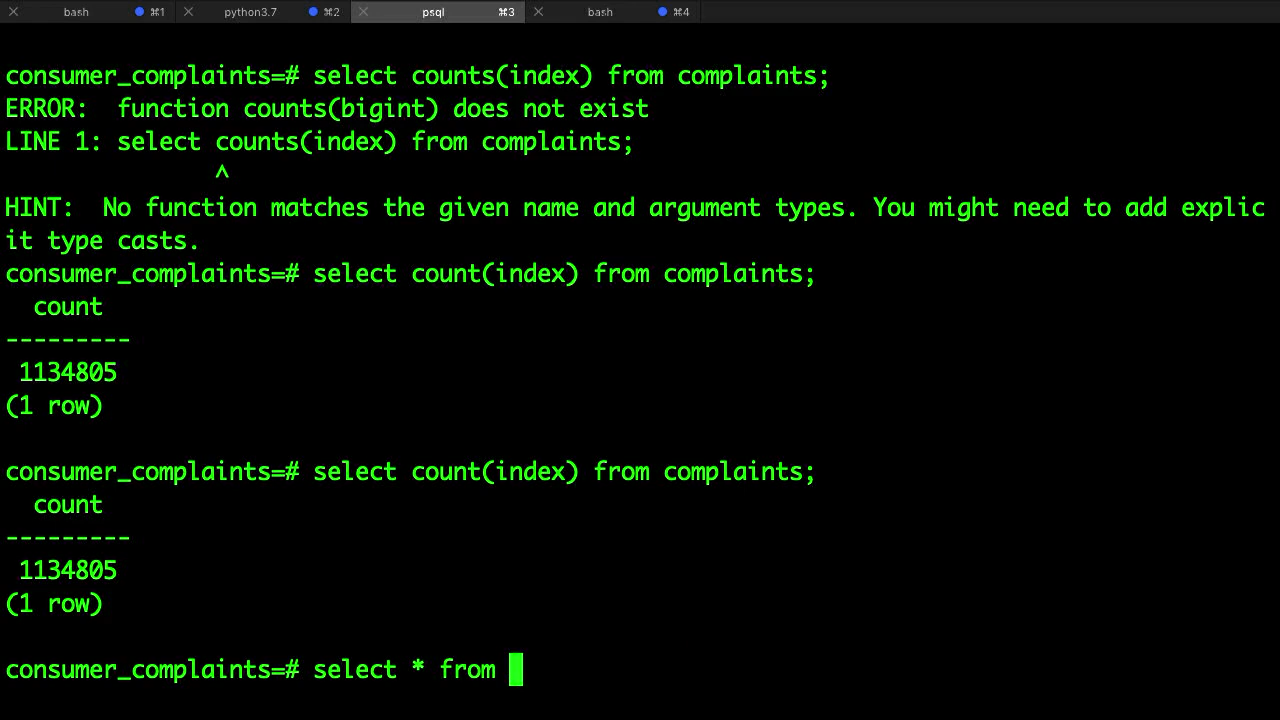 bash ⌘1 python3.7 ⌘2 psql ⌘3 bash ⌘4
consumer_complaints=# select counts(index) from complaints;
ERROR:  function counts(bigint) does not exist
LINE 1: select counts(index) from complaints;
^
HINT:  No function matches the given name and argument types. You might need to add explic
it type casts.
consumer_complaints=# select count(index) from complaints;
count
---------
1134805
(1 row)
consumer_complaints=# select count(index) from complaints;
count
---------
1134805
(1 row)
consumer_complaints=# select * from